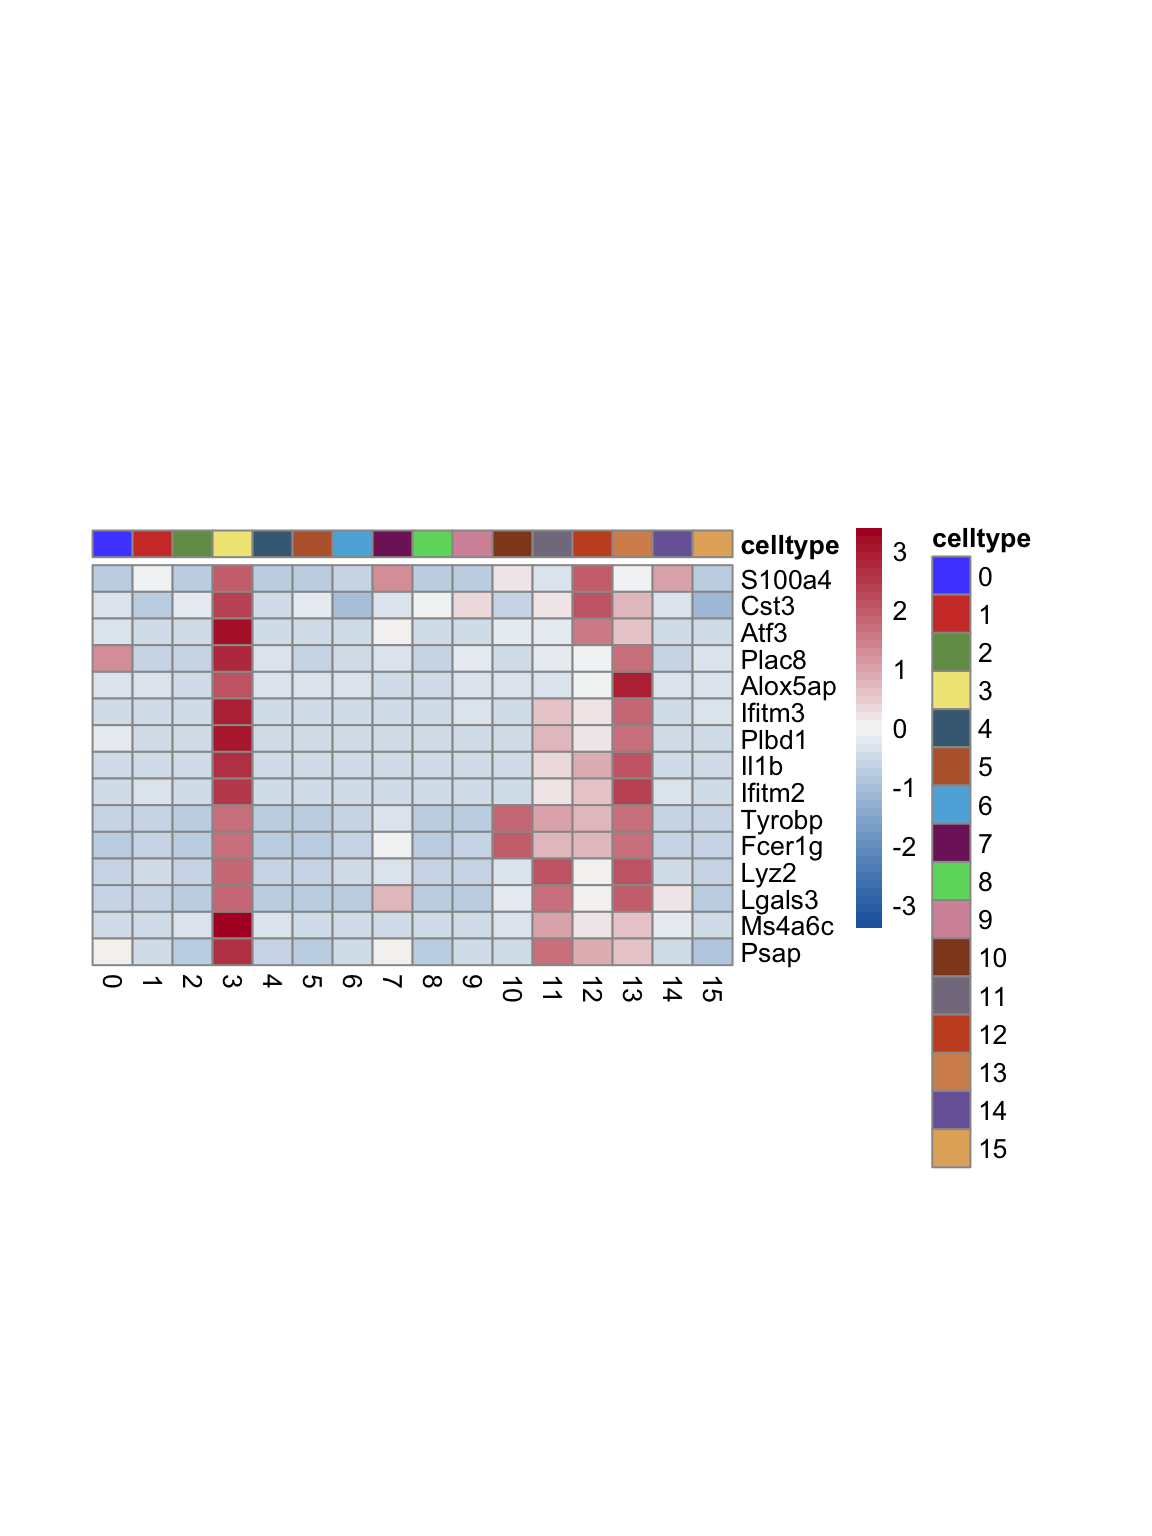 celltype
S100a4
Cst3
Atf3
Plac8
Alox5ap
Ifitm3
Plbd1
Il1b
Ifitm2
Tyrobp
Fcer1g
Lyz2
Lgals3
Ms4a6c
Psap
0 1 2 3 4 5 6 7 8 9 10 11 12 13 14 15
3
2
1
0
-1
-2
-3
celltype
0
1
2
3
4
5
6
7
8
9
10
11
12
13
14
15